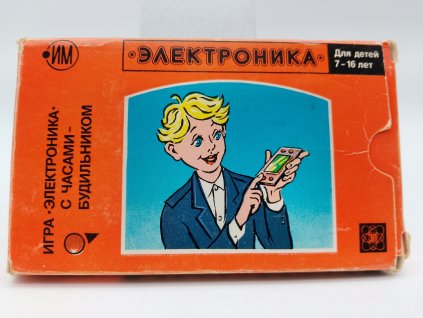 ИМ
·ЭЛЕКТРОНИКА·
Для детей
7-16 лет
ИГРА ·ЭЛЕКТРОНИКА·
С ЧАСАМИ-
БУДИЛЬНИКОМ